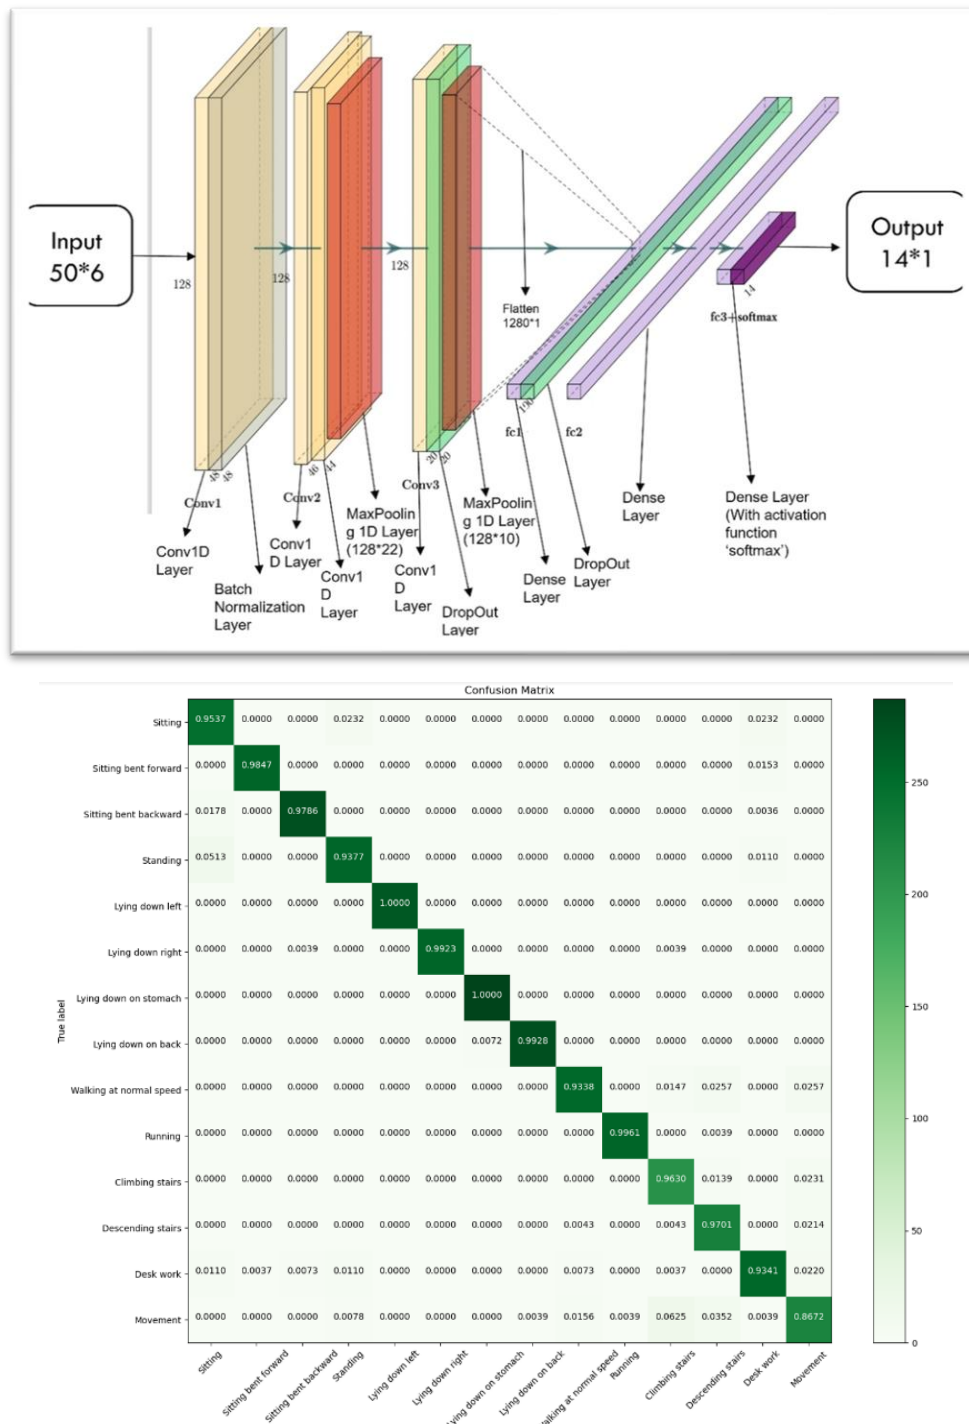 Input
50*6
128
128
128
Output
14*1
Flatten
1280*1
14
fc3+softmax
190
fc1
fc2
48
48
46
44
20
20
Conv1
Conv2
Conv3
Conv1D
Layer
Batch
Normalization
Layer
Conv1
D Layer
Conv1
D
Layer
MaxPoolin
g 1D Layer
(128*22)
Conv1
D
Layer
DropOut
Layer
MaxPoolin
g 1D Layer
(128*10)
Dense
Layer
DropOut
Layer
Dense
Layer
Dense Layer
(With activation
function
'softmax')
Confusion Matrix
True label
Sitting 0.9537 0.0000 0.0000 0.0232 0.0000 0.0000 0.0000 0.0000 0.0000 0.0000 0.0000 0.0000 0.0232 0.0000
Sitting bent forward 0.0000 0.9847 0.0000 0.0000 0.0000 0.0000 0.0000 0.0000 0.0000 0.0000 0.0000 0.0000 0.0153 0.0000
Sitting bent backward 0.0178 0.0000 0.9786 0.0000 0.0000 0.0000 0.0000 0.0000 0.0000 0.0000 0.0000 0.0000 0.0036 0.0000
Standing 0.0513 0.0000 0.0000 0.9377 0.0000 0.0000 0.0000 0.0000 0.0000 0.0000 0.0000 0.0000 0.0110 0.0000
Lying down left 0.0000 0.0000 0.0000 0.0000 1.0000 0.0000 0.0000 0.0000 0.0000 0.0000 0.0000 0.0000 0.0000 0.0000
Lying down right 0.0000 0.0000 0.0039 0.0000 0.0000 0.9923 0.0000 0.0000 0.0000 0.0000 0.0039 0.0000 0.0000 0.0000
Lying down on stomach 0.0000 0.0000 0.0000 0.0000 0.0000 0.0000 1.0000 0.0000 0.0000 0.0000 0.0000 0.0000 0.0000 0.0000
Lying down on back 0.0000 0.0000 0.0000 0.0000 0.0000 0.0000 0.0072 0.9928 0.0000 0.0000 0.0000 0.0000 0.0000 0.0000
Walking at normal speed 0.0000 0.0000 0.0000 0.0000 0.0000 0.0000 0.0000 0.0000 0.9338 0.0000 0.0147 0.0257 0.0000 0.0257
Running 0.0000 0.0000 0.0000 0.0000 0.0000 0.0000 0.0000 0.0000 0.0000 0.9961 0.0000 0.0039 0.0000 0.0000
Climbing stairs 0.0000 0.0000 0.0000 0.0000 0.0000 0.0000 0.0000 0.0000 0.0000 0.0000 0.9630 0.0139 0.0000 0.0231
Descending stairs 0.0000 0.0000 0.0000 0.0000 0.0000 0.0000 0.0000 0.0000 0.0043 0.0000 0.0043 0.9701 0.0000 0.0214
Desk work 0.0110 0.0037 0.0073 0.0110 0.0000 0.0000 0.0000 0.0000 0.0073 0.0000 0.0037 0.0000 0.9341 0.0220
Movement 0.0000 0.0000 0.0078 0.0000 0.0000 0.0000 0.0000 0.0039 0.0156 0.0039 0.0625 0.0352 0.0039 0.8672
Sitting
Sitting bent forward
Sitting bent backward
Standing
Lying down left
Lying down right
Lying down on stomach
Lying down on back
alking at normal speed
Running
Climbing stairs
Descending stairs
Desk work
Movement
250
200
150
100
50
0